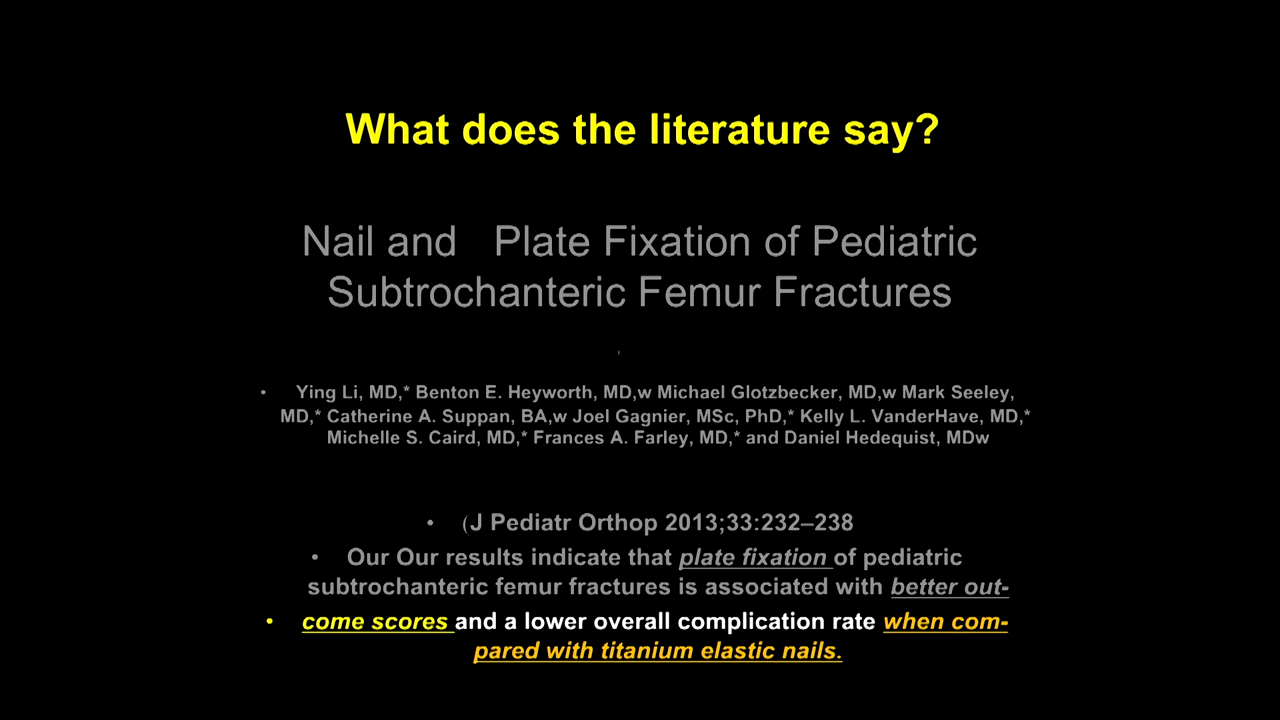 What does the literature say?
Nail and Plate Fixation of Pediatric
Subtrochanteric Femur Fractures
• Ying Li, MD,* Benton E. Heyworth, MD,w Michael Glotzbecker, MD,w Mark Seeley,
MD,* Catherine A. Suppan, BA,w Joel Gagnier, MSc, PhD,* Kelly L. VanderHave, MD,*
Michelle S. Caird, MD,* Frances A. Farley, MD,* and Daniel Hedequist, MDw
• (J Pediatr Orthop 2013;33:232–238
• Our Our results indicate that plate fixation of pediatric
subtrochanteric femur fractures is associated with better out-
• come scores and a lower overall complication rate when com-
pared with titanium elastic nails.